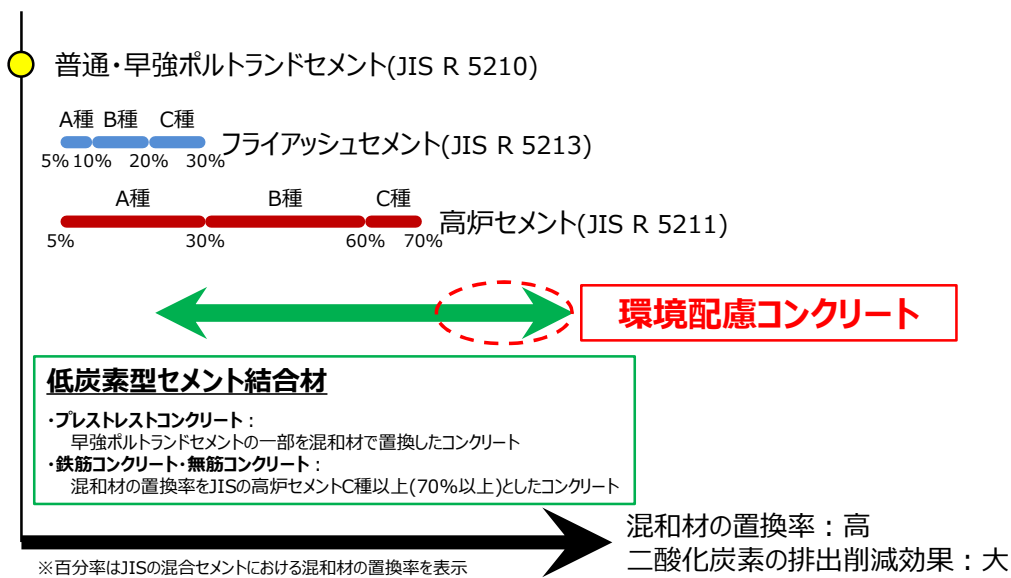 普通・早強ポルトランドセメント(JIS R 5210)
A種 B種 C種
フライアッシュセメント(JIS R 5213)
5% 10% 20% 30%
A種 B種 C種
高炉セメント(JIS R 5211)
5% 30% 60% 70%
環境配慮コンクリート
低炭素型セメント結合材
・プレストレストコンクリート：
早強ポルトランドセメントの一部を混和材で置換したコンクリート
・鉄筋コンクリート・無筋コンクリート：
混和材の置換率をJISの高炉セメントC種以上(70%以上)としたコンクリート
混和材の置換率：高
二酸化炭素の排出削減効果：大
※百分率はJISの混合セメントにおける混和材の置換率を表示